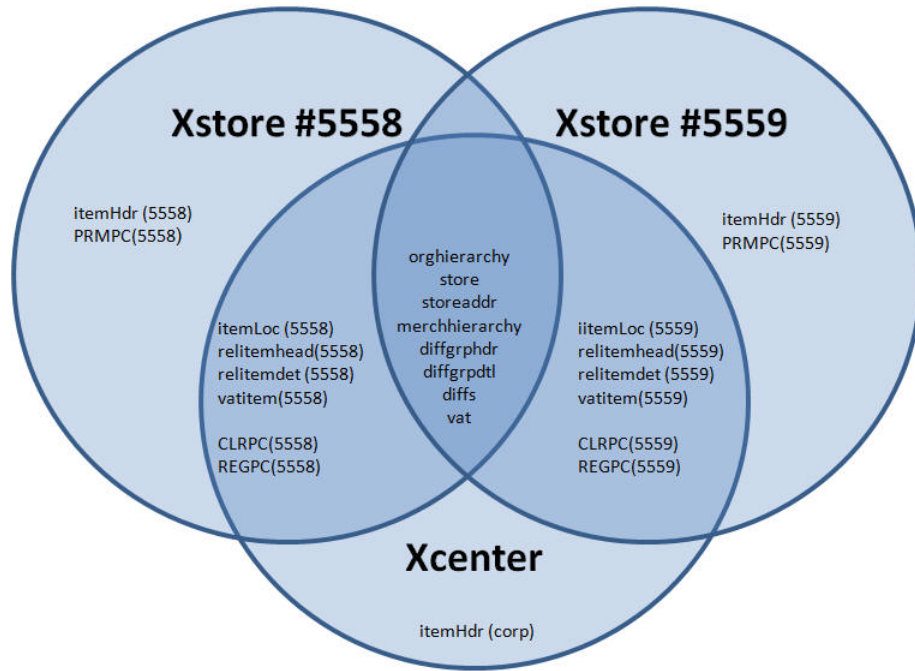 Xstore #5558
Xstore #5559
itemHdr (5558)
PRMPC(5558)
itemHdr (5559)
PRMPC(5559)
orghierarchy
store
storeaddr
merchhierarchy
diffgrphdr
diffgrpdtl
diffs
vat
itemLoc (5558)
relitemhead(5558)
relitemdet (5558)
vatitem(5558)
CLRPC(5558)
REGPC(5558)
iitemLoc (5559)
relitemhead(5559)
relitemdet (5559)
vatitem(5559)
CLRPC(5559)
REGPC(5559)
Xcenter
itemHdr (corp)